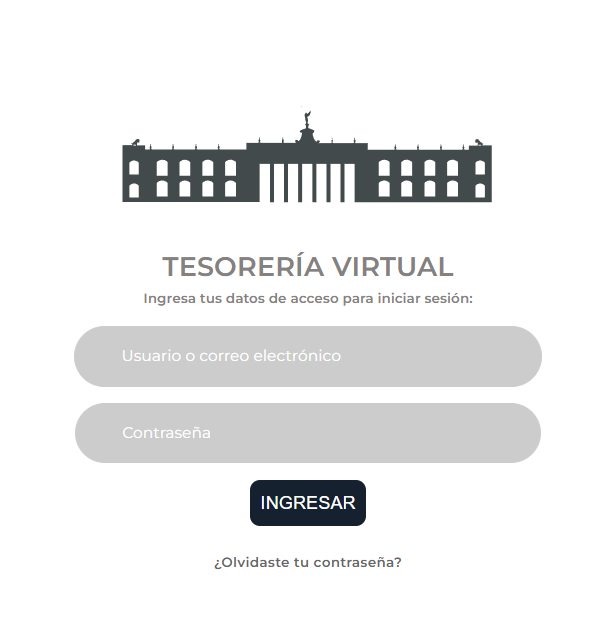 TESORERÍA VIRTUAL
Ingresa tus datos de acceso para iniciar sesión:
Usuario o correo electrónico
Contraseña
INGRESAR
¿Olvidaste tu contraseña?